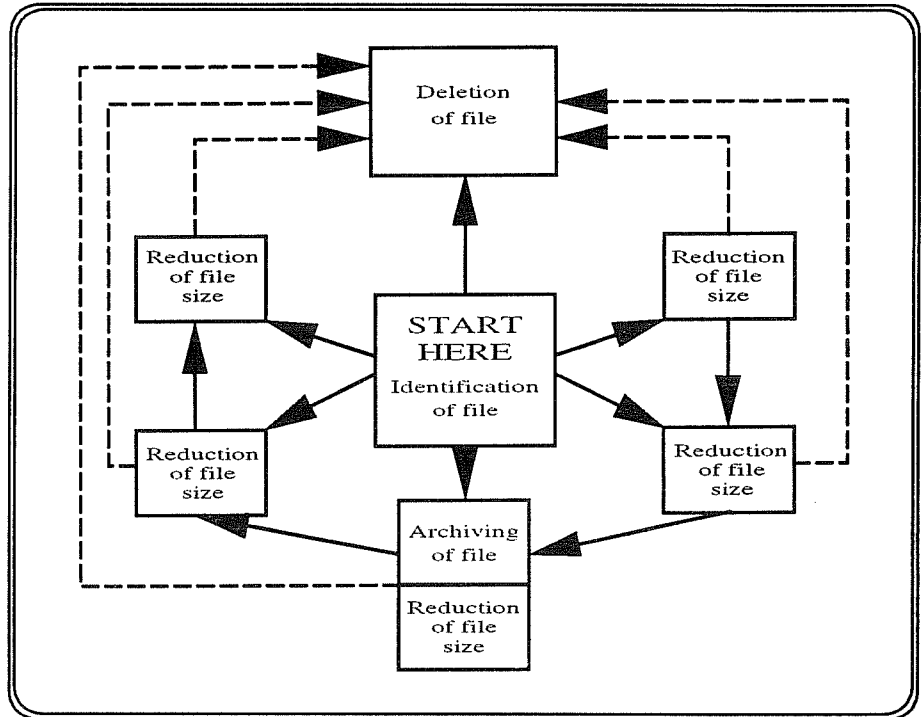 Deletion
of file
Reduction
of file
size
Reduction
of file
size
START
HERE
Identification
of file
Reduction
of file
size
Reduction
of file
size
Archiving
of file
Reduction
of file
size